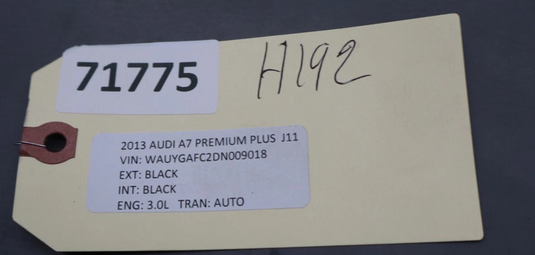 71775
H192
2013 AUDI A7 PREMIUM PLUS J11
VIN: WAUYGAFC2DN009018
EXT: BLACK
INT: BLACK
ENG: 3.0L TRAN: AUTO